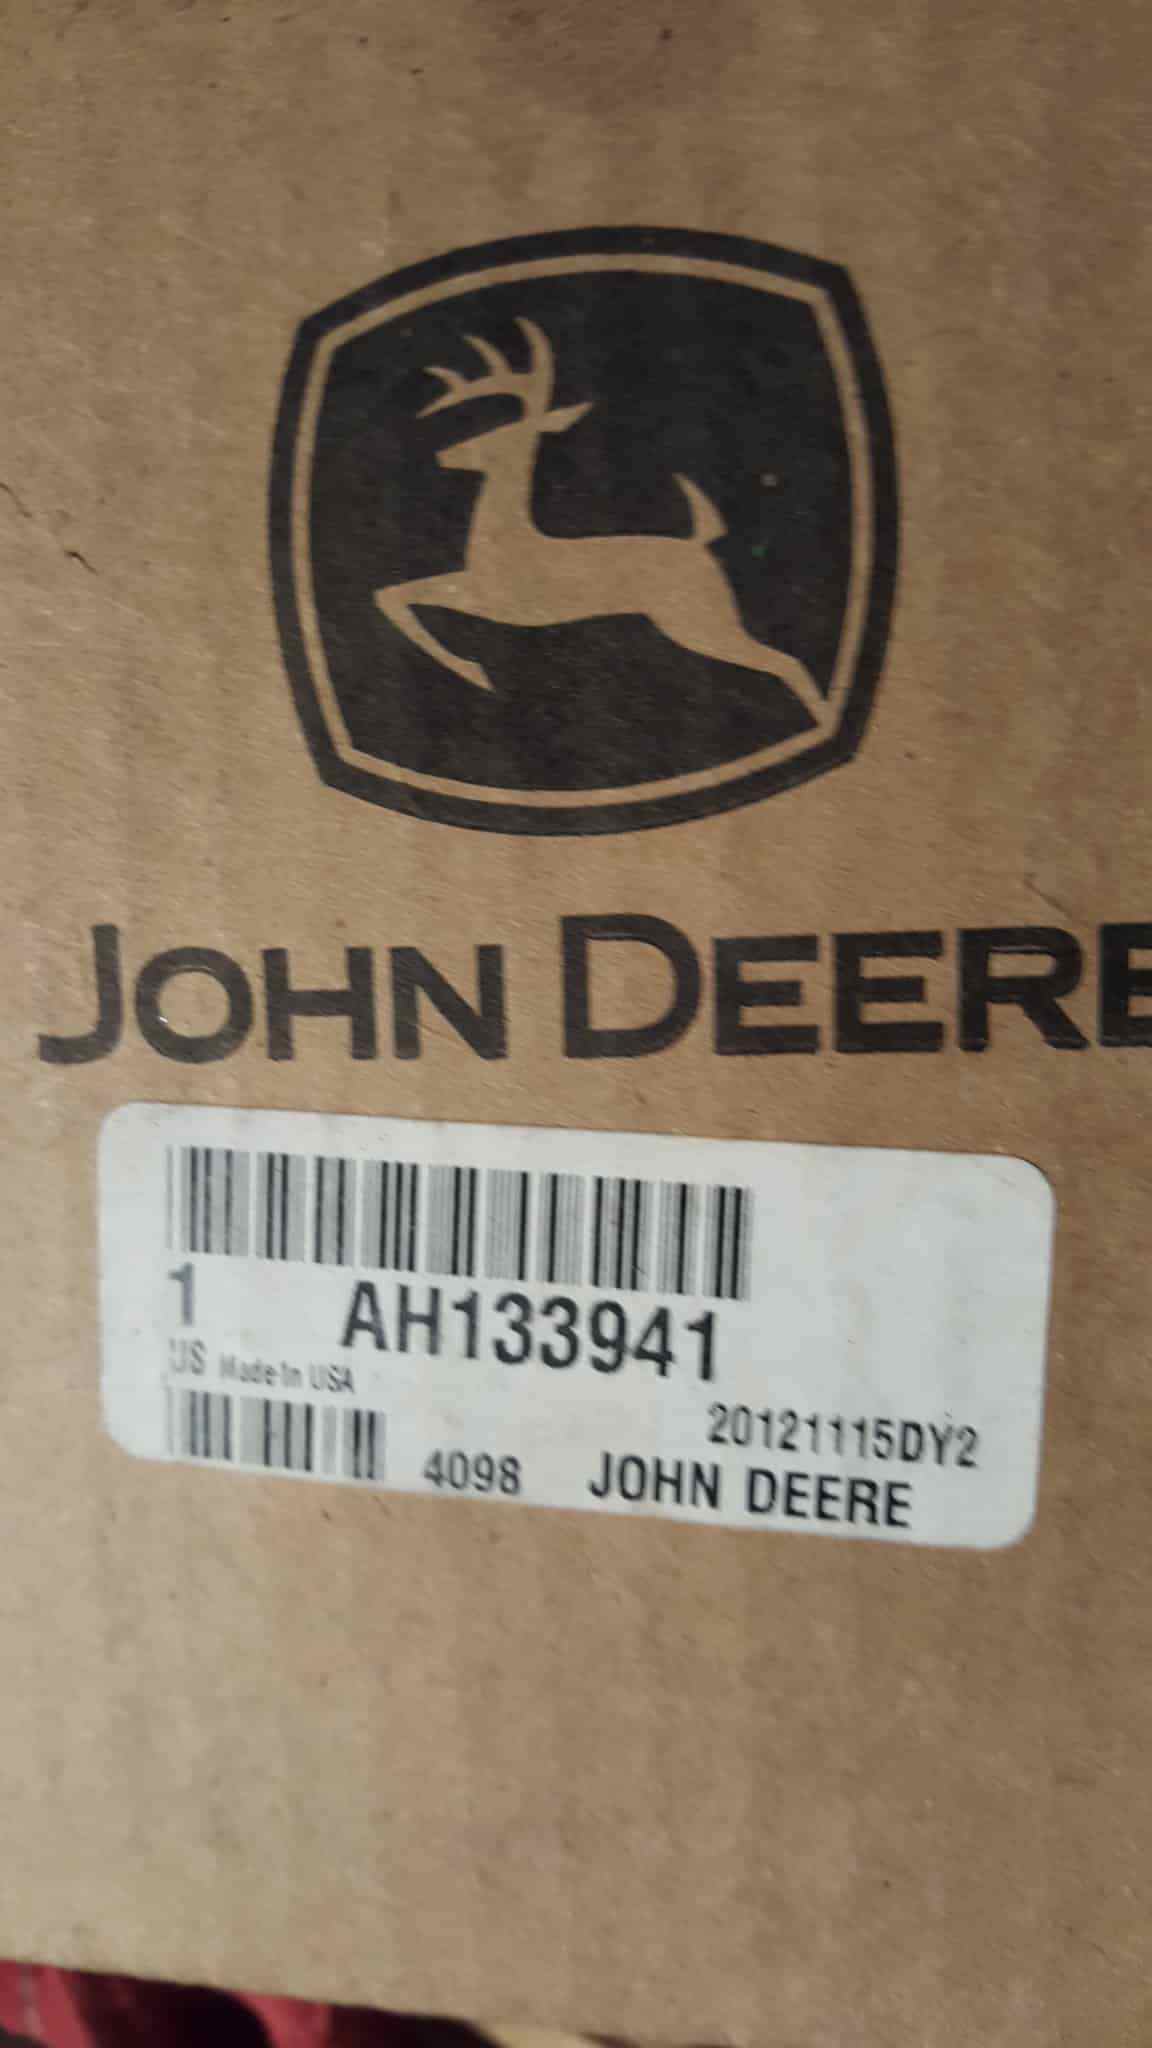 JOHN DEERE
1 AH133941
US Made In USA
20121115DY2
4098 JOHN DEERE